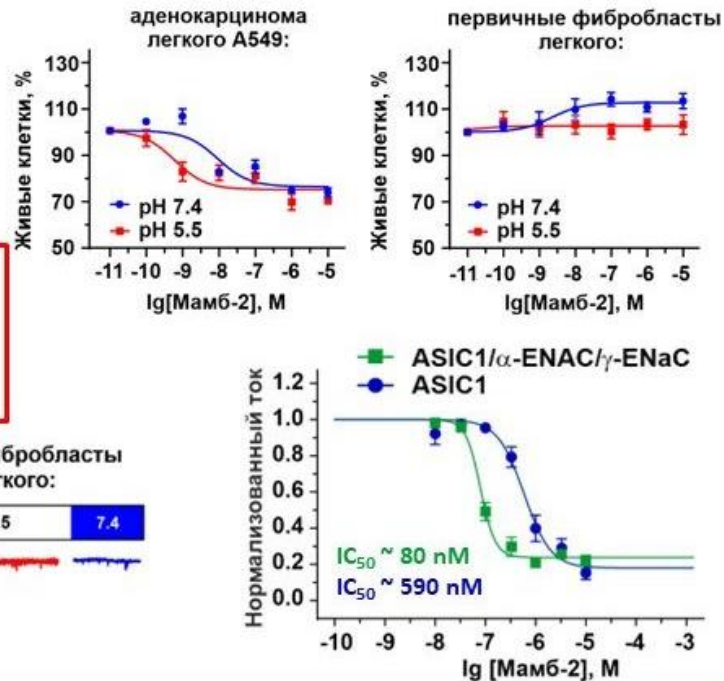 аденокарцинома
легкого A549:
Живые клетки, %
130
110
90
70
50
pH 7.4
pH 5.5
-11 -10 -9 -8 -7 -6 -5
lg[Мамб-2], М
первичные фибробласты
легкого:
Живые клетки, %
130
110
90
70
50
pH 7.4
pH 5.5
-11 -10 -9 -8 -7 -6 -5
lg[Мамб-2], М
7.4
ASIC1/α-ENAC/γ-ENaC
ASIC1
Нормализованный ток
1.2
1.0
0.8
0.6
0.4
0.2
0.0
IC50 ~ 80 nM
IC50 ~ 590 nM
-10 -9 -8 -7 -6 -5 -4 -3
lg [Мамб-2], М